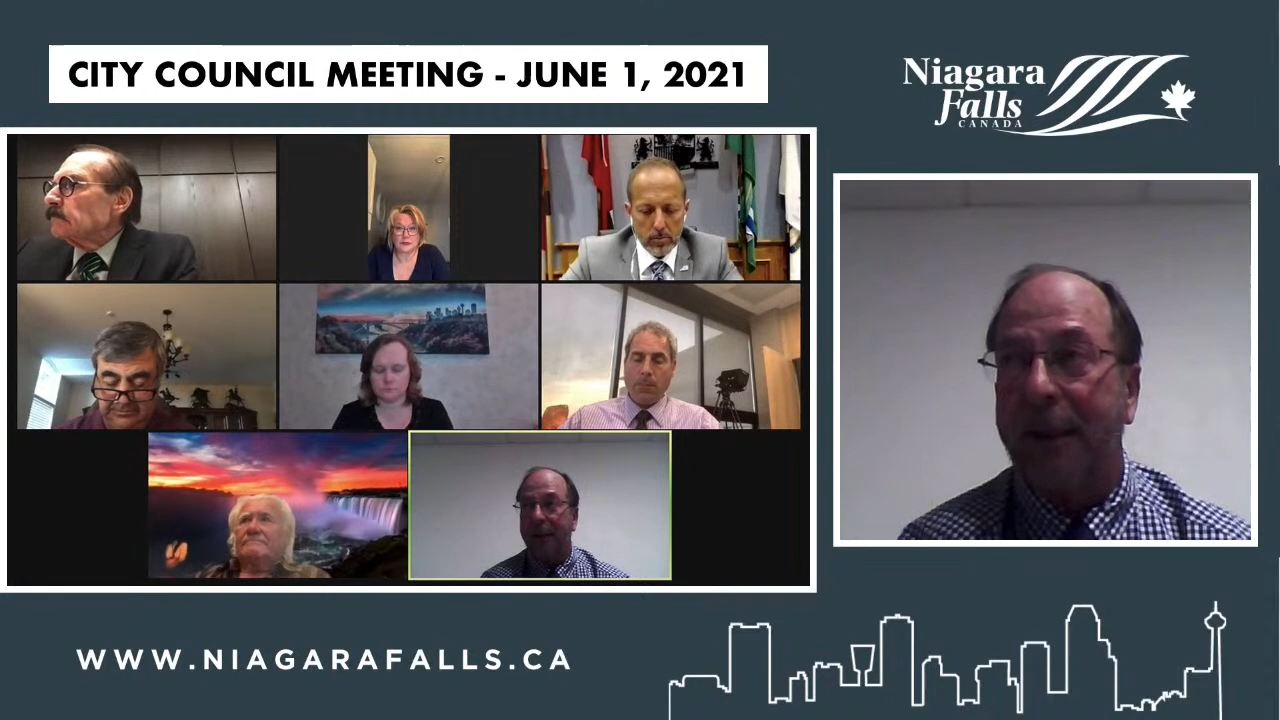 CITY COUNCIL MEETING - JUNE 1, 2021
Niagara
Falls
CANADA
WWW.NIAGARAFALLS.CA